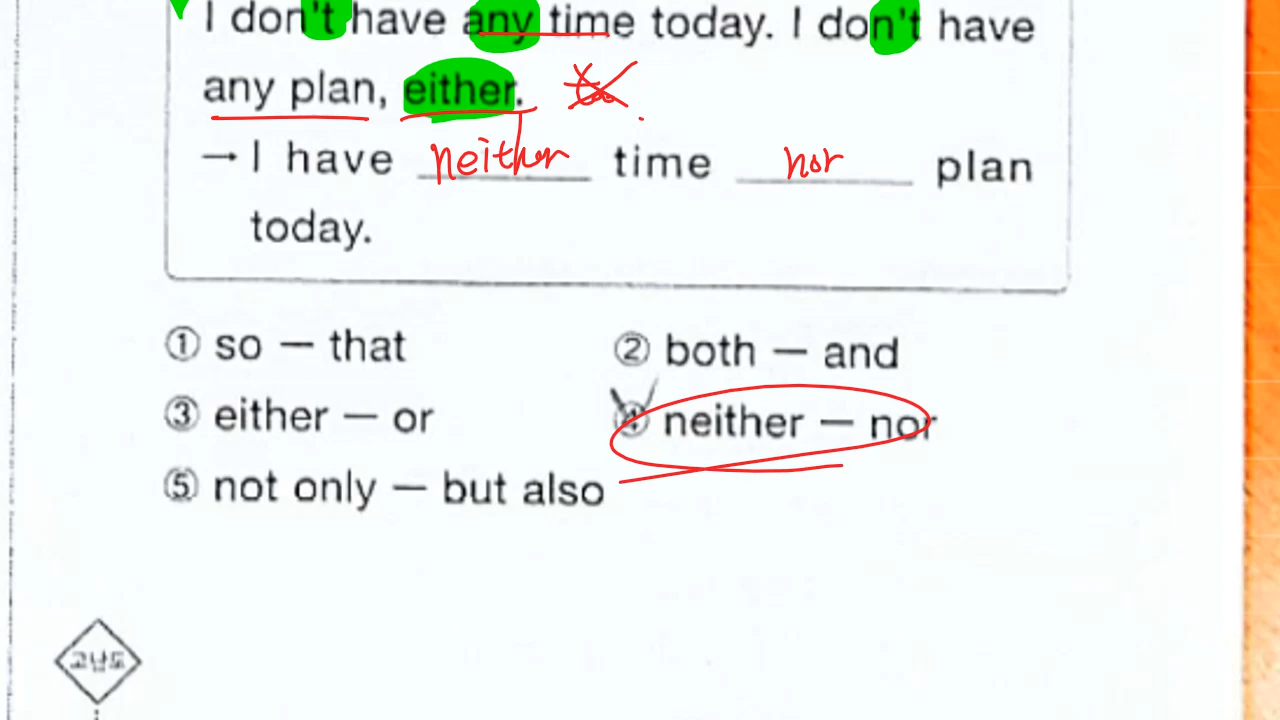 I don't have any time today. I don't have
any plan, either.
→ I have neither time nor plan
today.
① so — that ② both — and
③ either — or ④ neither — nor
⑤ not only — but also
고난도